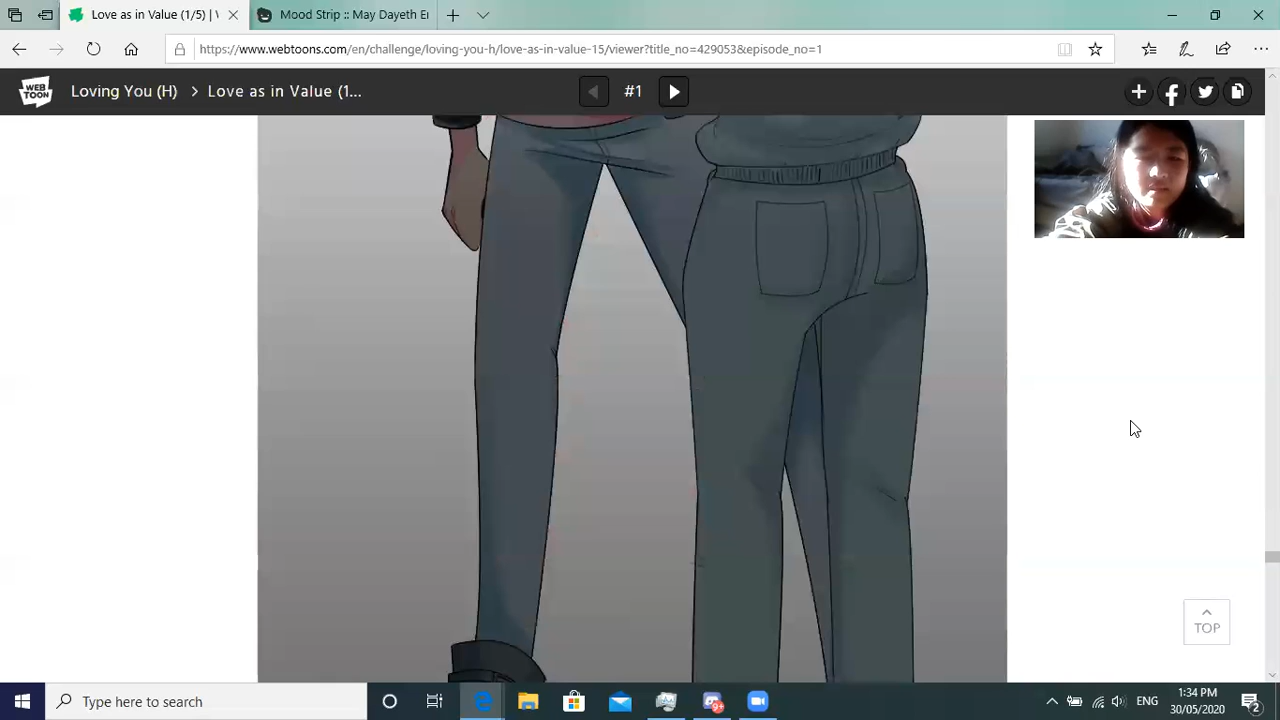 Love as in Value (1/5) | V
Mood Strip :: May Dayeth Er
https://www.webtoons.com/en/challenge/loving-you-h/love-as-in-value-15/viewer?title_no=429053&episode_no=1
WEB TOON
Loving You (H) > Love as in Value (1...
#1
TOP
Type here to search
9+
ENG
1:34 PM
30/05/2020
2